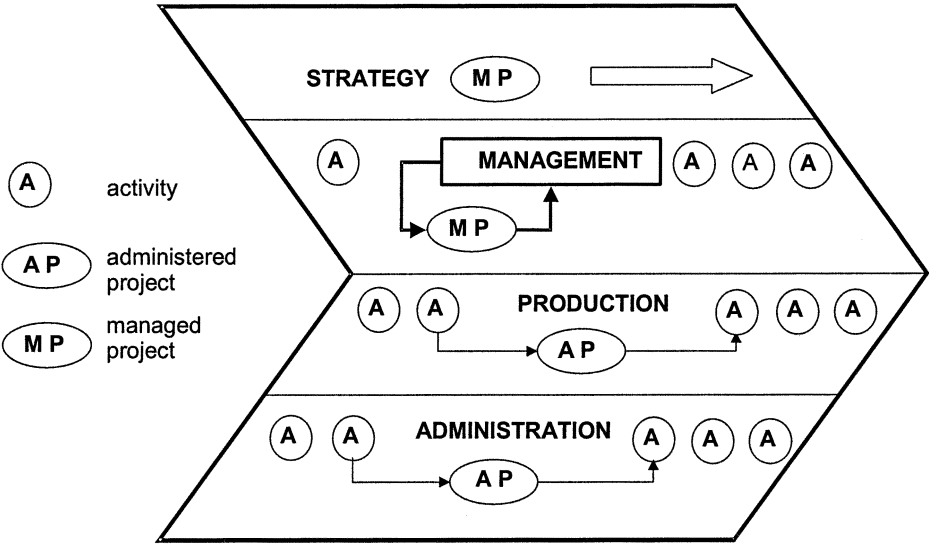 STRATEGY M P
A MANAGEMENT A A A
M P
A activity
A P administered
project
M P managed
project
A A PRODUCTION A A A
A P
A A ADMINISTRATION A A A
A P